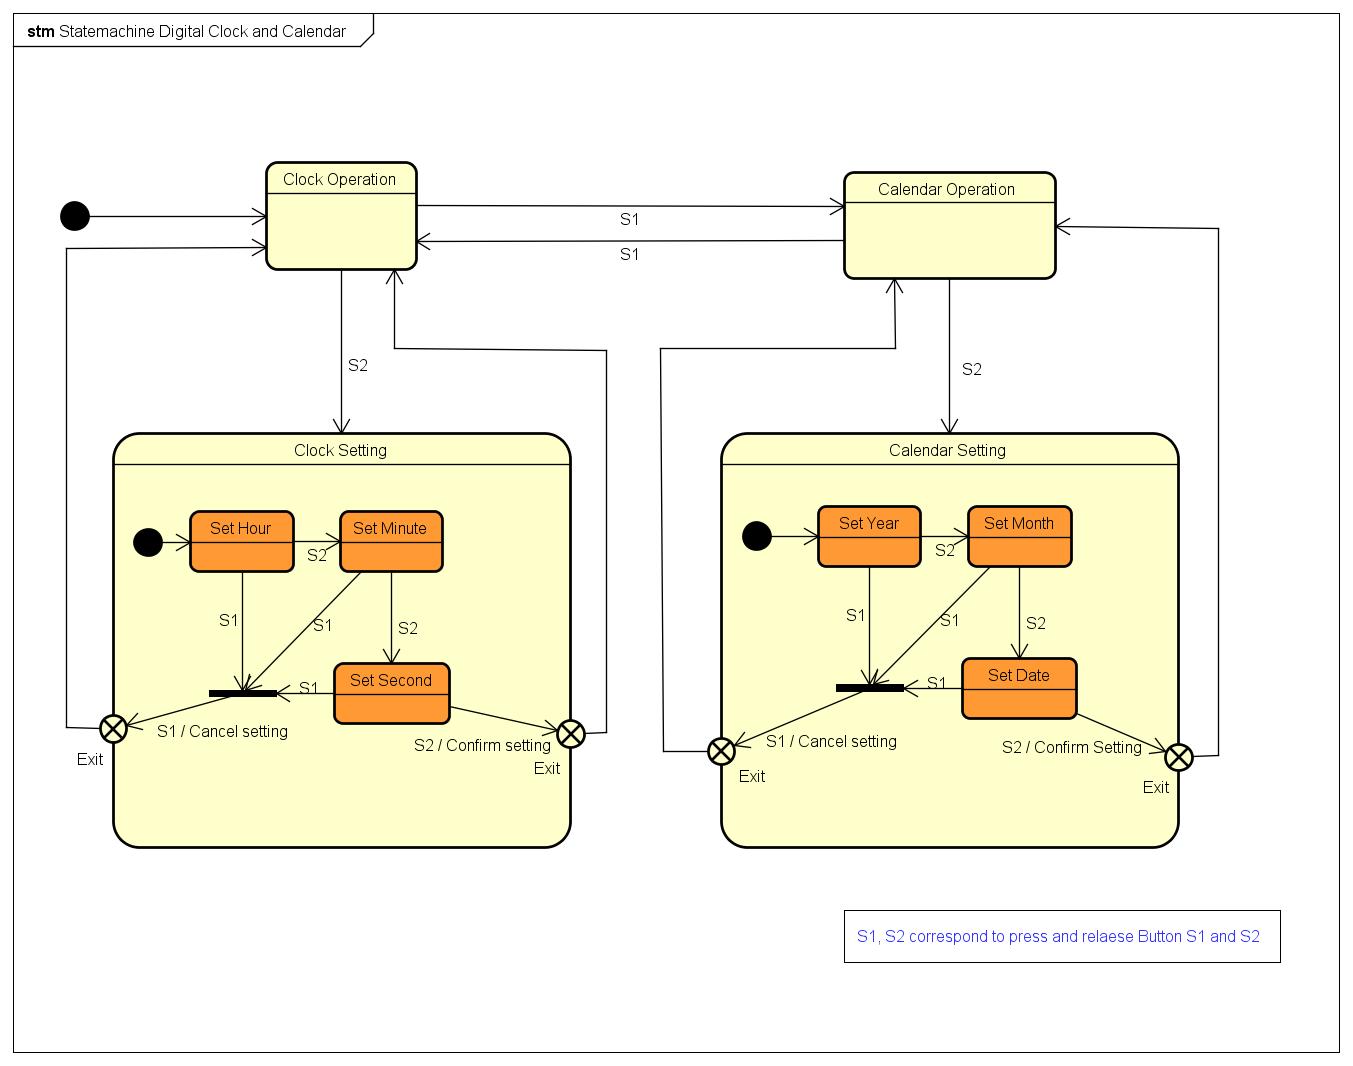 stm Statemachine Digital Clock and Calendar
Clock Operation
Calendar Operation
S1
S1
S2
S2
Clock Setting
Set Hour
Set Minute
S2
S1
S1
S2
Set Second
S1
S1 / Cancel setting
S2 / Confirm setting
Exit
Exit
Calendar Setting
Set Year
Set Month
S2
S1
S1
S2
Set Date
S1
S1 / Cancel setting
S2 / Confirm Setting
Exit
Exit
S1, S2 correspond to press and relaese Button S1 and S2